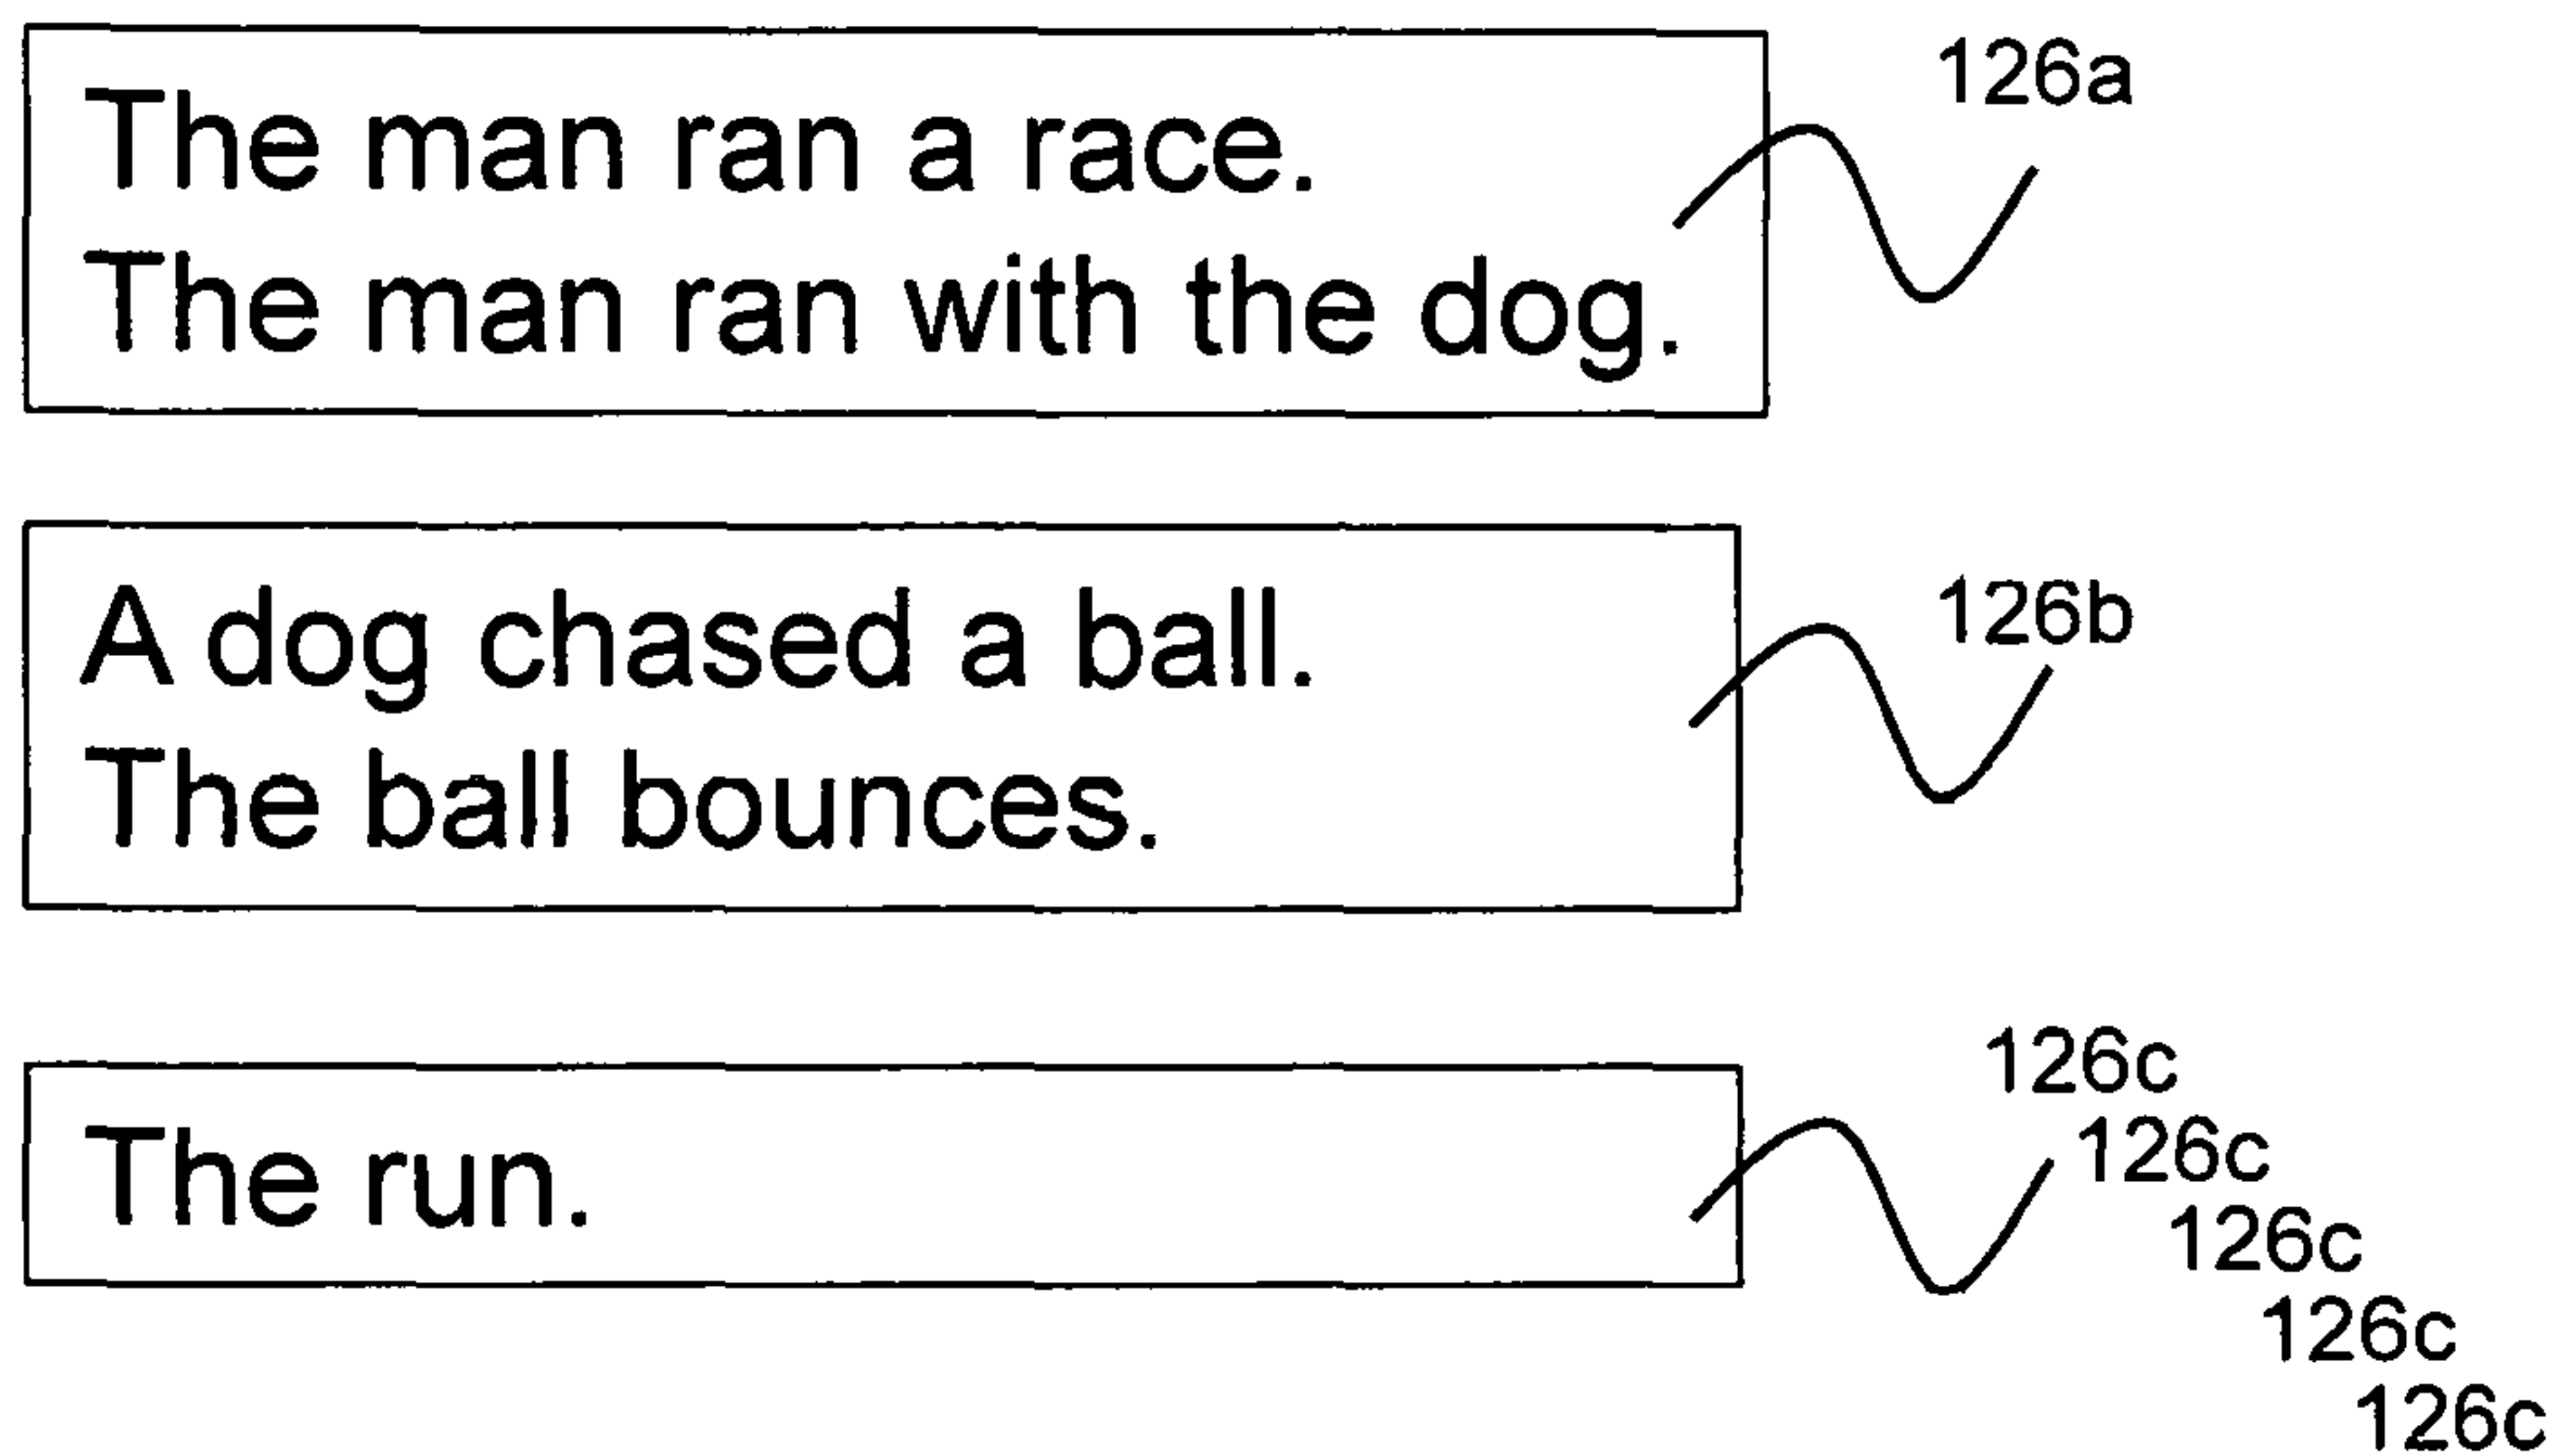 The man ran a race.
The man ran with the dog.
126a
A dog chased a ball.
The ball bounces.
126b
The run.
126c
126c
126c
126c
126c